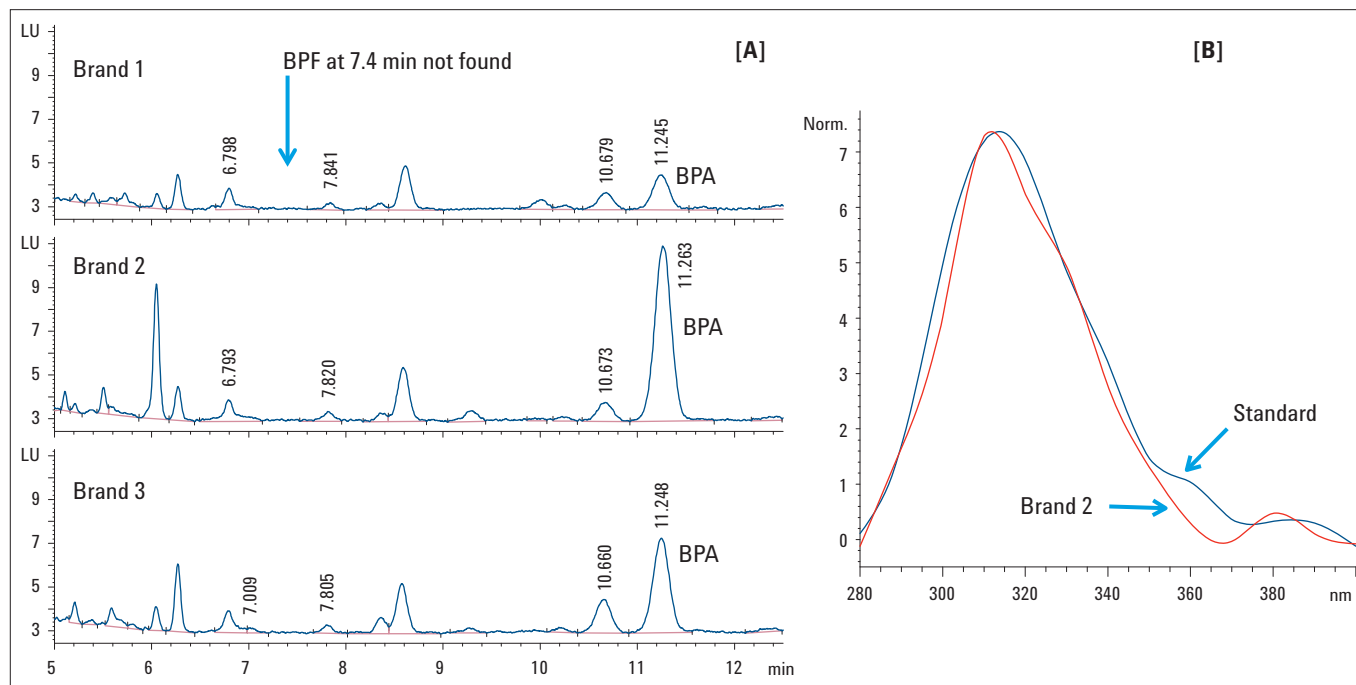 LU
9
7
5
3
Brand 1
BPF at 7.4 min not found
[A]
6.798
7.841
10.679
11.245
BPA
LU
9
7
5
3
Brand 2
6.793
7.820
10.673
11.263
BPA
LU
9
7
5
3
Brand 3
7.009
7.805
10.660
11.248
BPA
5 6 7 8 9 10 11 12 min
[B]
Norm.
7
6
5
4
3
2
1
0
Standard
Brand 2
280 300 320 340 360 380 nm